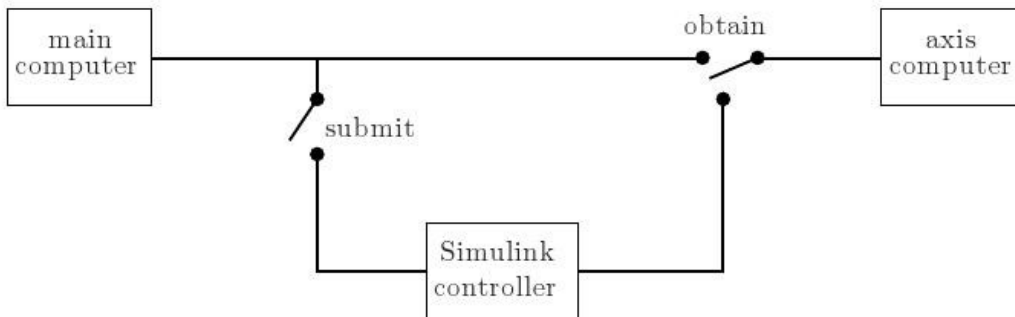 main
computer
obtain
axis
computer
submit
Simulink
controller